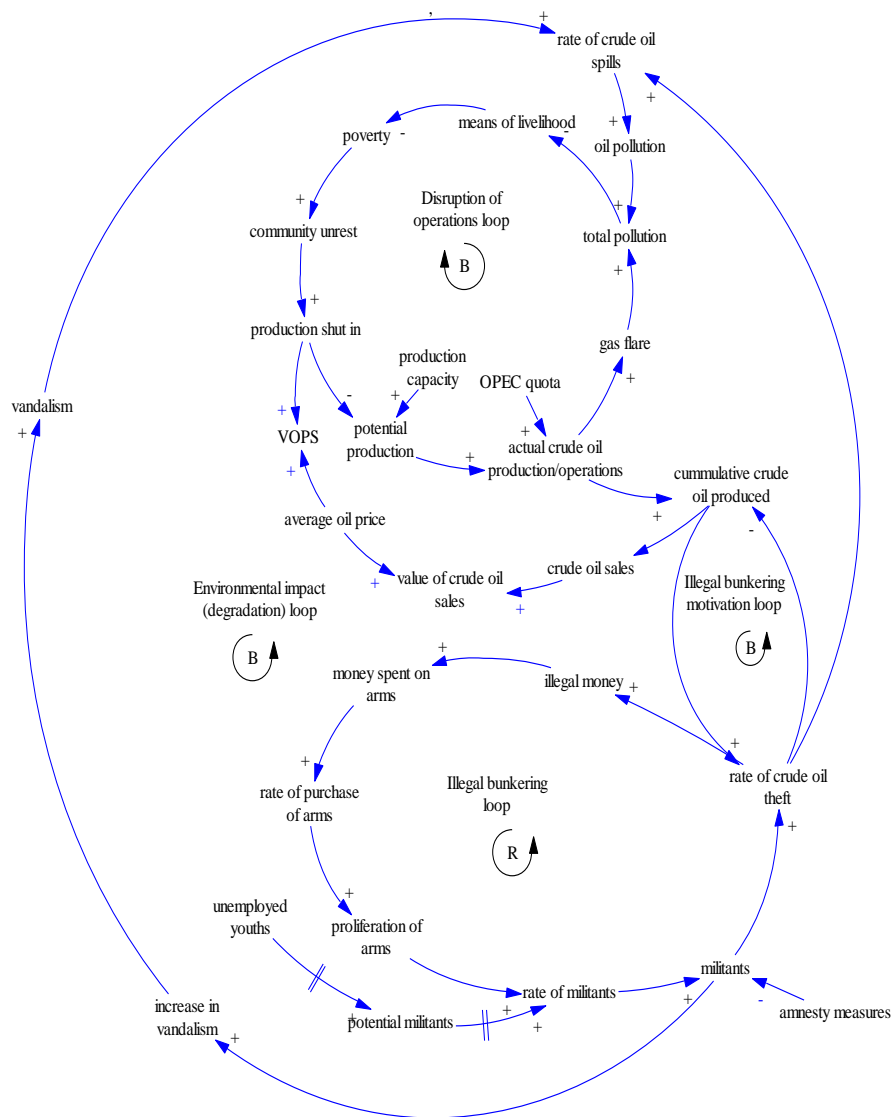 ,
+
rate of crude oil
spills
+
+
means of livelihood
-
poverty
-
oil pollution
Disruption of
operations loop
+
community unrest
+
total pollution
+
B
+
production shut in
gas flare
production
capacity
+
OPEC quota
vandalism
+
-
+
+
VOPS
potential
production
+
+
actual crude oil
production/operations
+
cummulative crude
oil produced
+
-
average oil price
Environmental impact
(degradation) loop
+
value of crude oil
sales
+
crude oil sales
+
Illegal bunkering
motivation loop
B
B
+
money spent on
arms
illegal money
+
+
rate of crude oil
theft
+
rate of purchase
of arms
Illegal bunkering
loop
R
+
unemployed
youths
+
proliferation of
arms
militants
rate of militants
+
-
increase in
vandalism
+
+
potential militants
+
+
amnesty measures